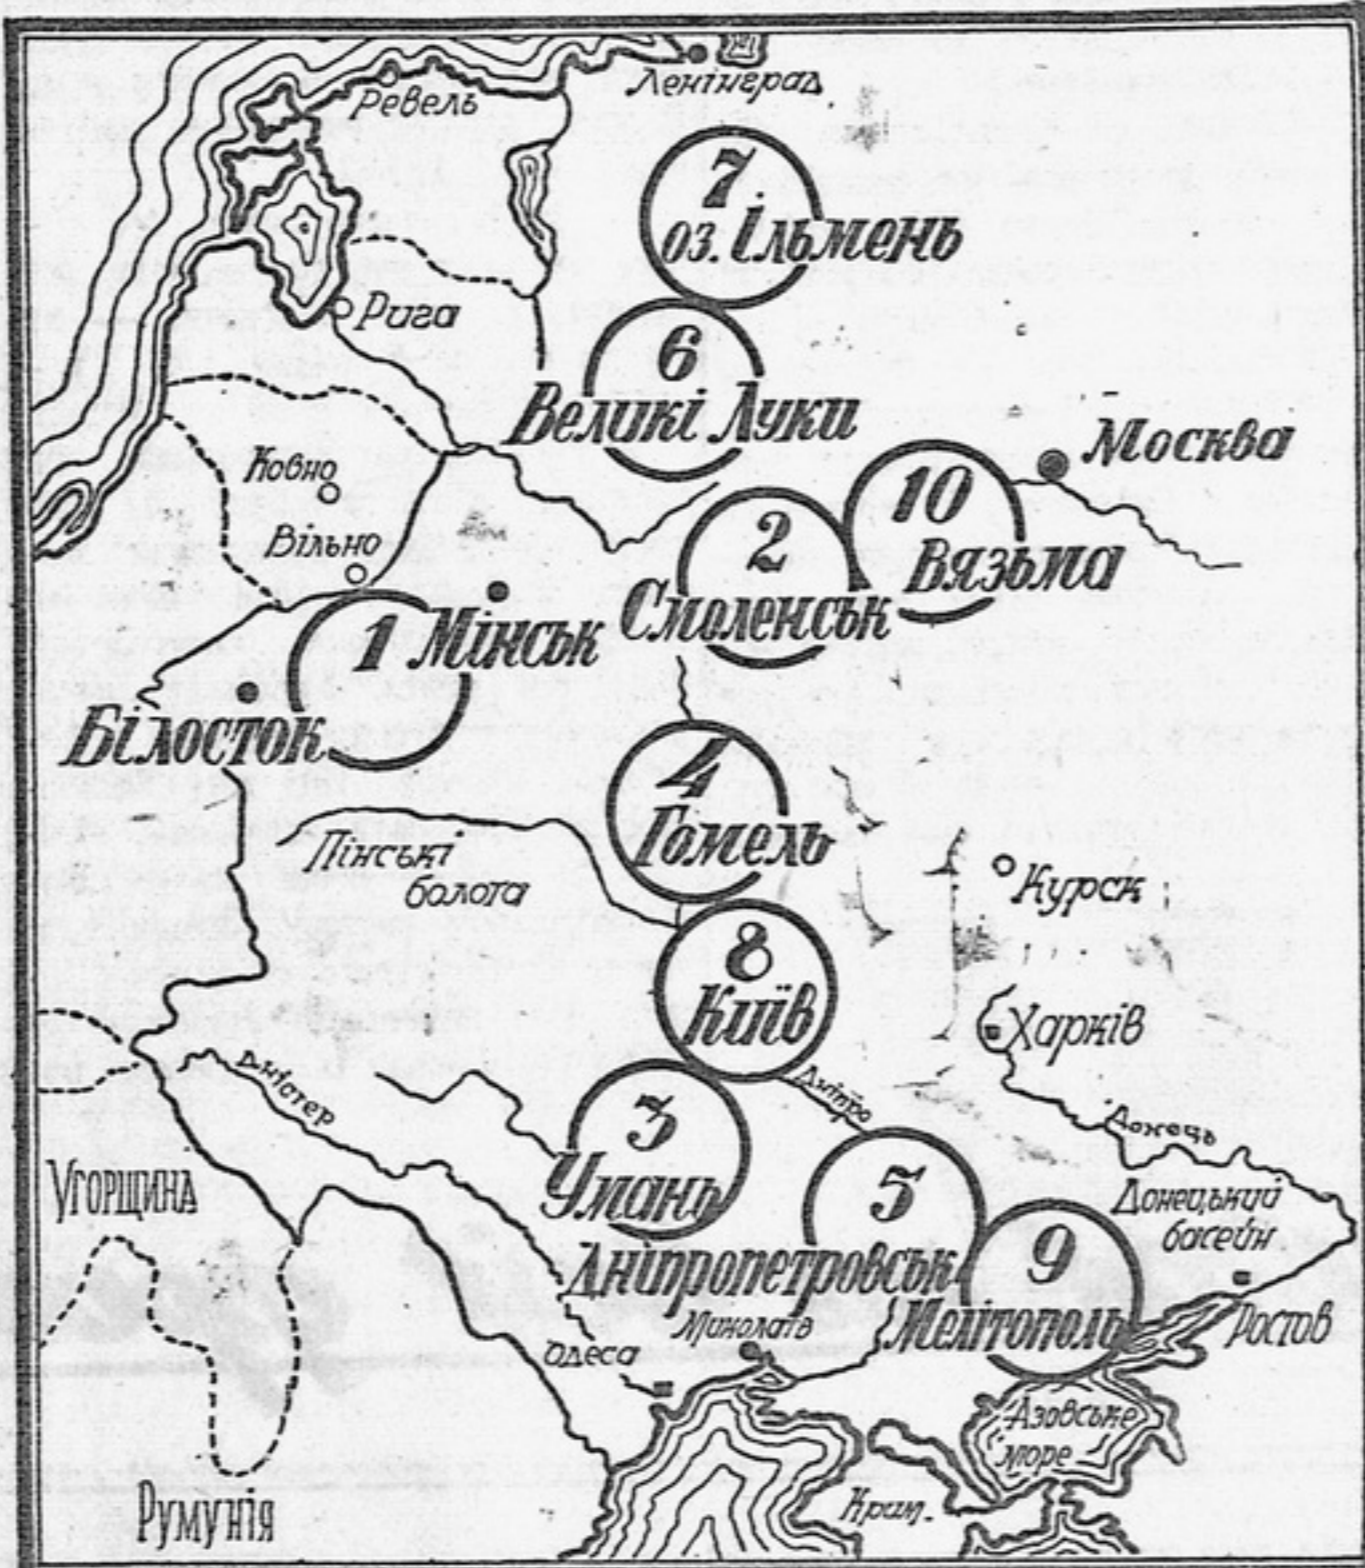 Ленінград
Ревель
7
оз. Ільмень
Рига
6
Великі Луки
Москва
Ковно
10
Вязьма
2
Смоленськ
Вільно
1 Мінськ
Білосток
4
Гомель
Пінські
болота
Курск
8
Київ
Харків
Дністер
Дніпро
Донець
3
Умань
Угорщина
5
Дніпропетровськ
Донецький
басейн
9
Мелітополь
Ростов
Миколаїв
Одеса
Азовське
море
Крим.
Румунія